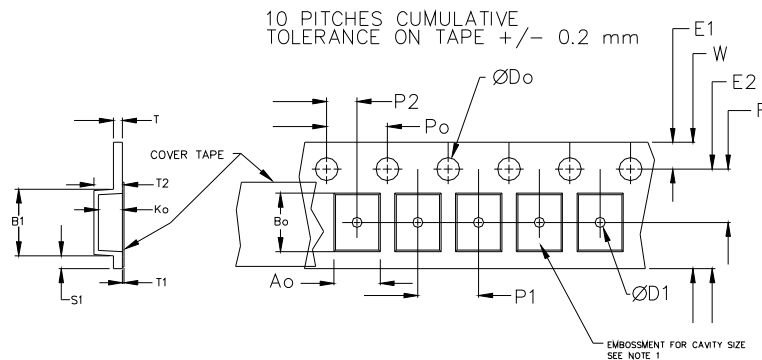 10 PITCHES CUMULATIVE
TOLERANCE ON TAPE +/- 0.2 mm
E1
W
E2
F
ØDo
P2
Po
T
COVER TAPE
T2
Ko
B1
Bo
S1
T1
Ao
P1
ØD1
EMBOSSMENT FOR CAVITY SIZE
SEE NOTE 1